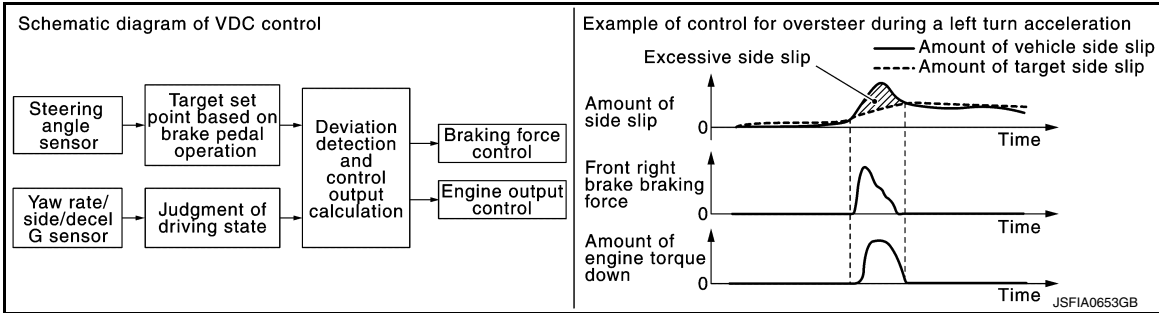 Schematic diagram of VDC control
Steering
angle
sensor
Target set
point based on
brake pedal
operation
Yaw rate/
side/decel
G sensor
Judgment of
driving state
Deviation
detection
and
control
output
calculation
Braking force
control
Engine output
control
Example of control for oversteer during a left turn acceleration
Excessive side slip
Amount of vehicle side slip
Amount of target side slip
Amount of
side slip
0
Time
Front right
brake braking
force
0
Time
Amount of
engine torque
down
0
Time
JSFIA0653GB